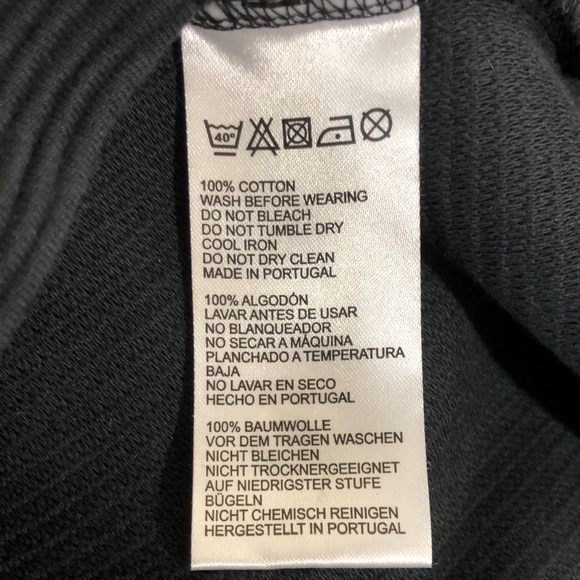 40°
100% COTTON
WASH BEFORE WEARING
DO NOT BLEACH
DO NOT TUMBLE DRY
COOL IRON
DO NOT DRY CLEAN
MADE IN PORTUGAL
100% ALGODÓN
LAVAR ANTES DE USAR
NO BLANQUEADOR
NO SECAR A MÁQUINA
PLANCHADO A TEMPERATURA
BAJA
NO LAVAR EN SECO
HECHO EN PORTUGAL
100% BAUMWOLLE
VOR DEM TRAGEN WASCHEN
NICHT BLEICHEN
NICHT TROCKNERGEEIGNET
AUF NIEDRIGSTER STUFE
BÜGELN
NICHT CHEMISCH REINIGEN
HERGESTELLT IN PORTUGAL